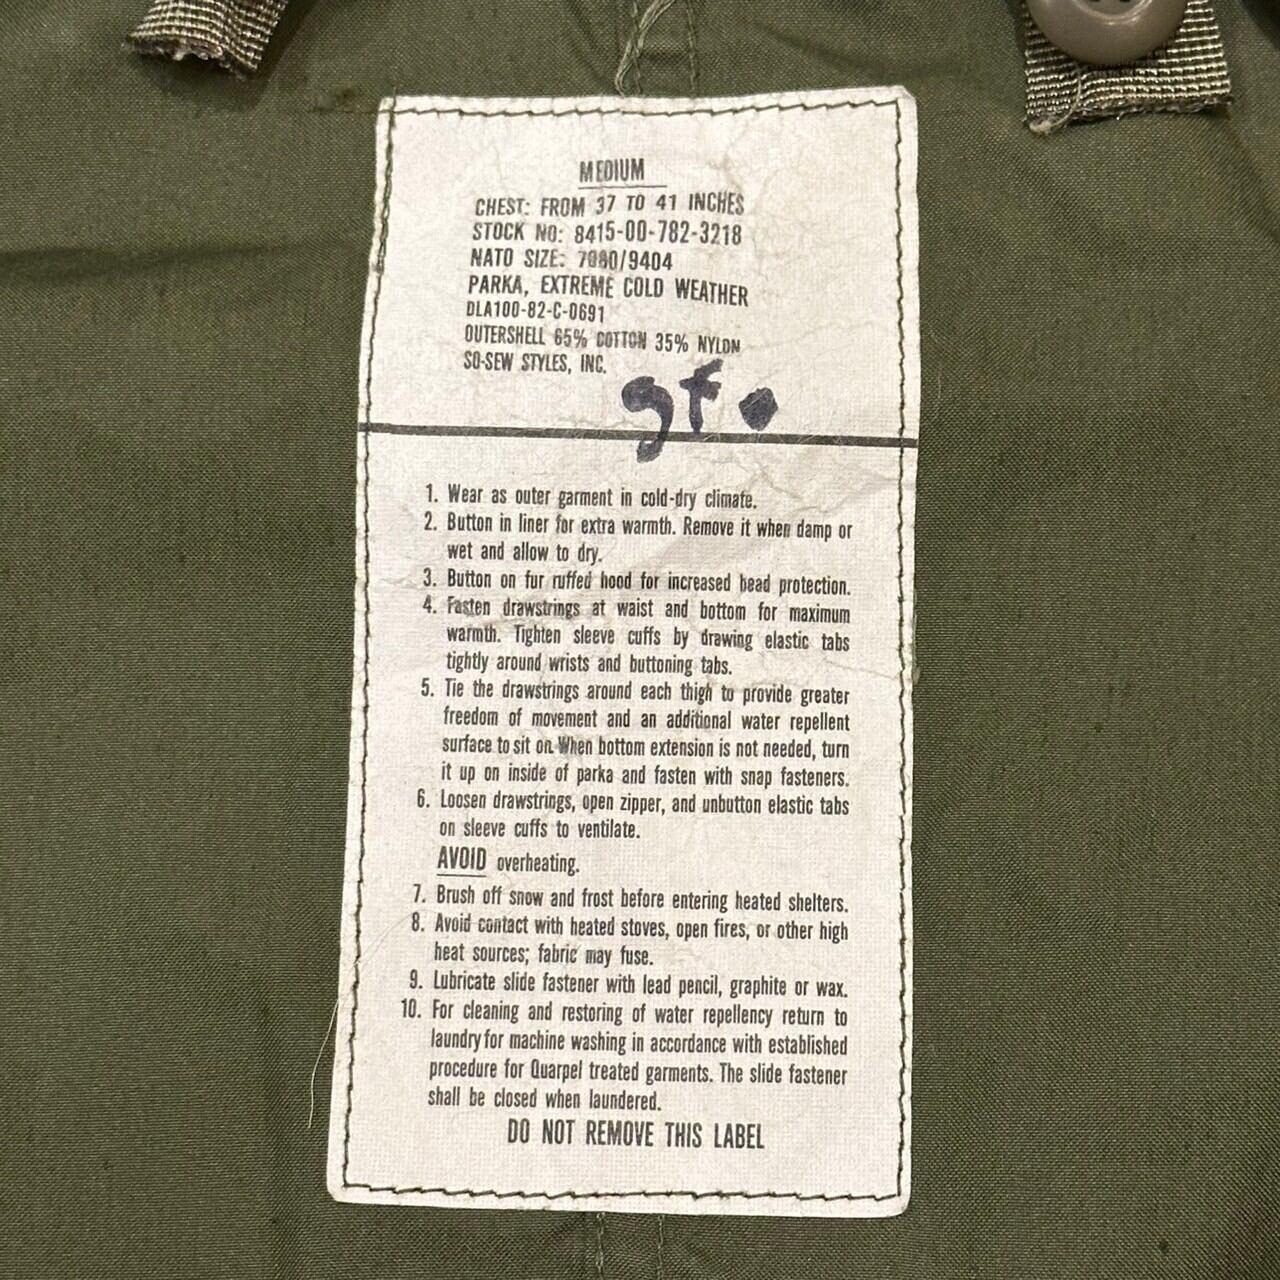 MEDIUM
CHEST: FROM 37 TO 41 INCHES
STOCK NO: 8415-00-782-3218
NATO SIZE: /9404
PARKA, EXTREME COLD WEATHER
DLA100-82-C-0691
OUTERSHELL 65% COTTON 35% NYLON
SO-SEW STYLES, INC.
1. Wear as outer garment in cold-dry climate.
2. Button in liner for extra warmth. Remove it when damp or
wet and allow to dry.
3. Button on fur ruffed hood for increased head protection.
4. Fasten drawstrings at waist and bottom for maximum
warmth. Tighten sleeve cuffs by drawing elastic tabs
tightly around wrists and buttoning tabs.
5. Tie the drawstrings around each thigh to provide greater
freedom of movement and an additional water repellent
surface to sit on. When bottom extension is not needed, turn
it up on inside of parka and fasten with snap fasteners.
6. Loosen drawstrings, open zipper, and unbutton elastic tabs
on sleeve cuffs to ventilate.
AVOID overheating.
7. Brush off snow and frost before entering heated shelters.
8. Avoid contact with heated stoves, open fires, or other high
heat sources; fabric may fuse.
9. Lubricate slide fastener with lead pencil, graphite or wax.
10. For cleaning and restoring of water repellency return to
laundry for machine washing in accordance with established
procedure for Quarpel treated garments. The slide fastener
shall be closed when laundered.
DO NOT REMOVE THIS LABEL